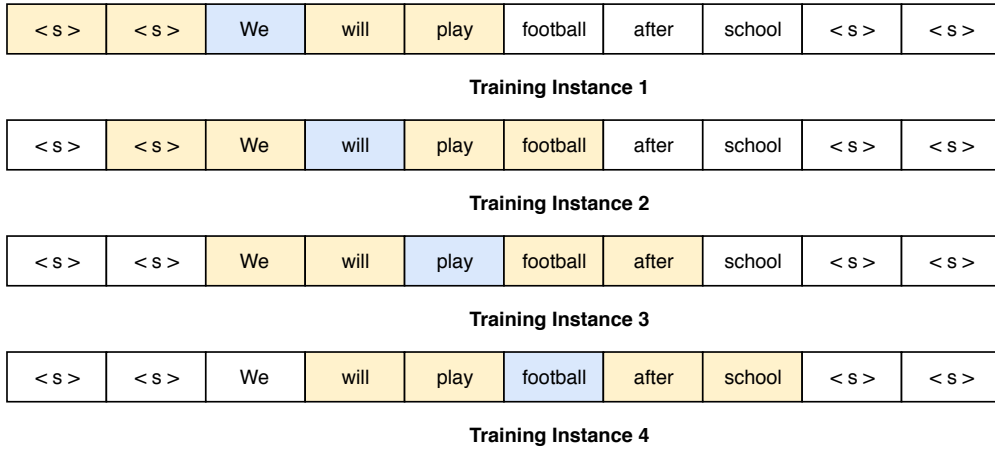 < s > < s > We will play football after school < s > < s >
Training Instance 1
< s > < s > We will play football after school < s > < s >
Training Instance 2
< s > < s > We will play football after school < s > < s >
Training Instance 3
< s > < s > We will play football after school < s > < s >
Training Instance 4